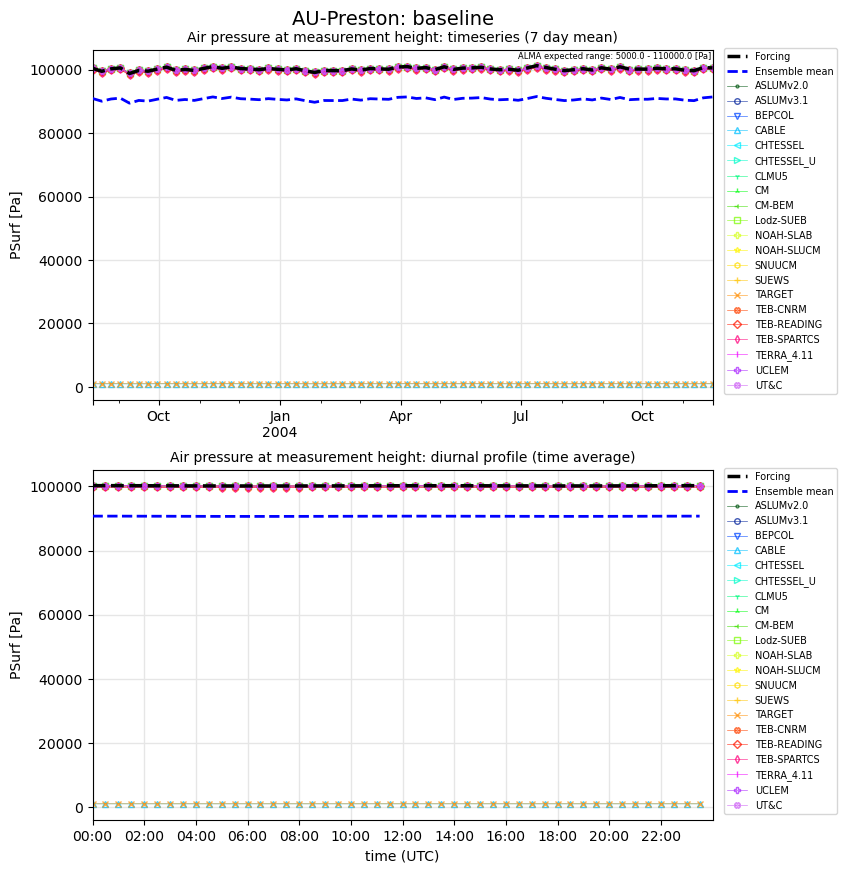 AU-Preston: baseline
Air pressure at measurement height: timeseries (7 day mean)
ALMA expected range: 5000.0 - 110000.0 [Pa]
PSurf [Pa]
100000
80000
60000
40000
20000
0
Oct
Jan
2004
Apr
Jul
Oct
Forcing
Ensemble mean
ASLUMv2.0
ASLUMv3.1
BEPCOL
CABLE
CHTESSEL
CHTESSEL_U
CLMU5
CM
CM-BEM
Lodz-SUEB
NOAH-SLAB
NOAH-SLUCM
SNUUCM
SUEWS
TARGET
TEB-CNRM
TEB-READING
TEB-SPARTCS
TERRA_4.11
UCLEM
UT&C
Air pressure at measurement height: diurnal profile (time average)
PSurf [Pa]
100000
80000
60000
40000
20000
0
00:00
02:00
04:00
06:00
08:00
10:00
12:00
14:00
16:00
18:00
20:00
22:00
time (UTC)
Forcing
Ensemble mean
ASLUMv2.0
ASLUMv3.1
BEPCOL
CABLE
CHTESSEL
CHTESSEL_U
CLMU5
CM
CM-BEM
Lodz-SUEB
NOAH-SLAB
NOAH-SLUCM
SNUUCM
SUEWS
TARGET
TEB-CNRM
TEB-READING
TEB-SPARTCS
TERRA_4.11
UCLEM
UT&C